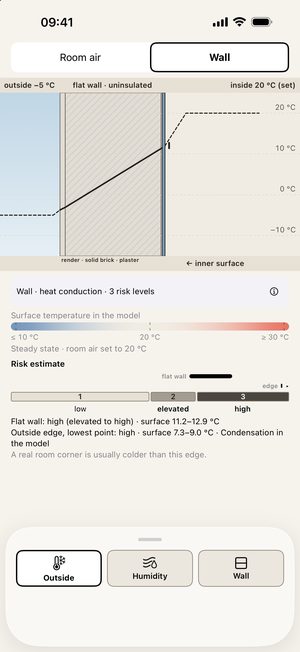 09:41
Room air
Wall
outside −5 °C
flat wall · uninsulated
inside 20 °C (set)
20 °C
10 °C
0 °C
−10 °C
render · solid brick · plaster
← inner surface
Wall · heat conduction · 3 risk levels
Surface temperature in the model
≤ 10 °C
20 °C
≥ 30 °C
Steady state · room air set to 20 °C
Risk estimate
flat wall
edge
1
2
3
low
elevated
high
Flat wall: high (elevated to high) · surface 11.2–12.9 °C
Outside edge, lowest point: high · surface 7.3–9.0 °C · Condensation in
the model
A real room corner is usually colder than this edge.
Outside
Humidity
Wall